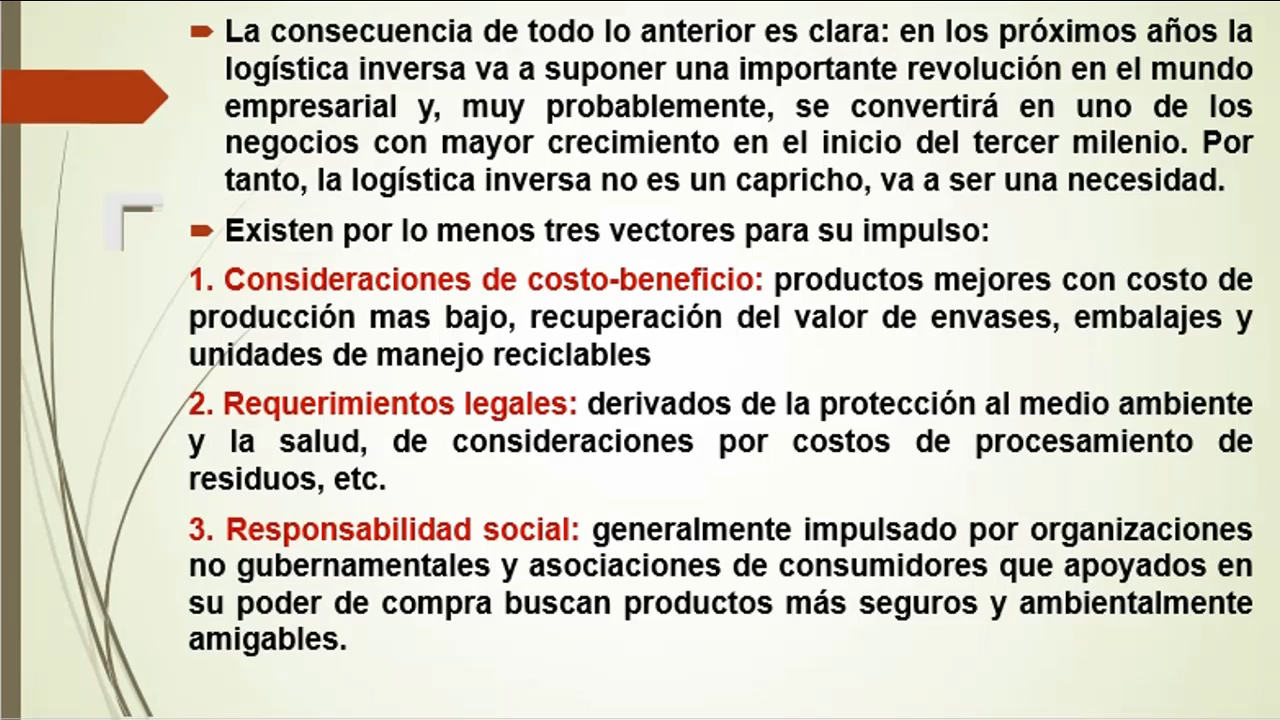 La consecuencia de todo lo anterior es clara: en los próximos años la
logística inversa va a suponer una importante revolución en el mundo
empresarial y, muy probablemente, se convertirá en uno de los
negocios con mayor crecimiento en el inicio del tercer milenio. Por
tanto, la logística inversa no es un capricho, va a ser una necesidad.
Existen por lo menos tres vectores para su impulso:
1. Consideraciones de costo-beneficio: productos mejores con costo de
producción mas bajo, recuperación del valor de envases, embalajes y
unidades de manejo reciclables
2. Requerimientos legales: derivados de la protección al medio ambiente
y la salud, de consideraciones por costos de procesamiento de
residuos, etc.
3. Responsabilidad social: generalmente impulsado por organizaciones
no gubernamentales y asociaciones de consumidores que apoyados en
su poder de compra buscan productos más seguros y ambientalmente
amigables.